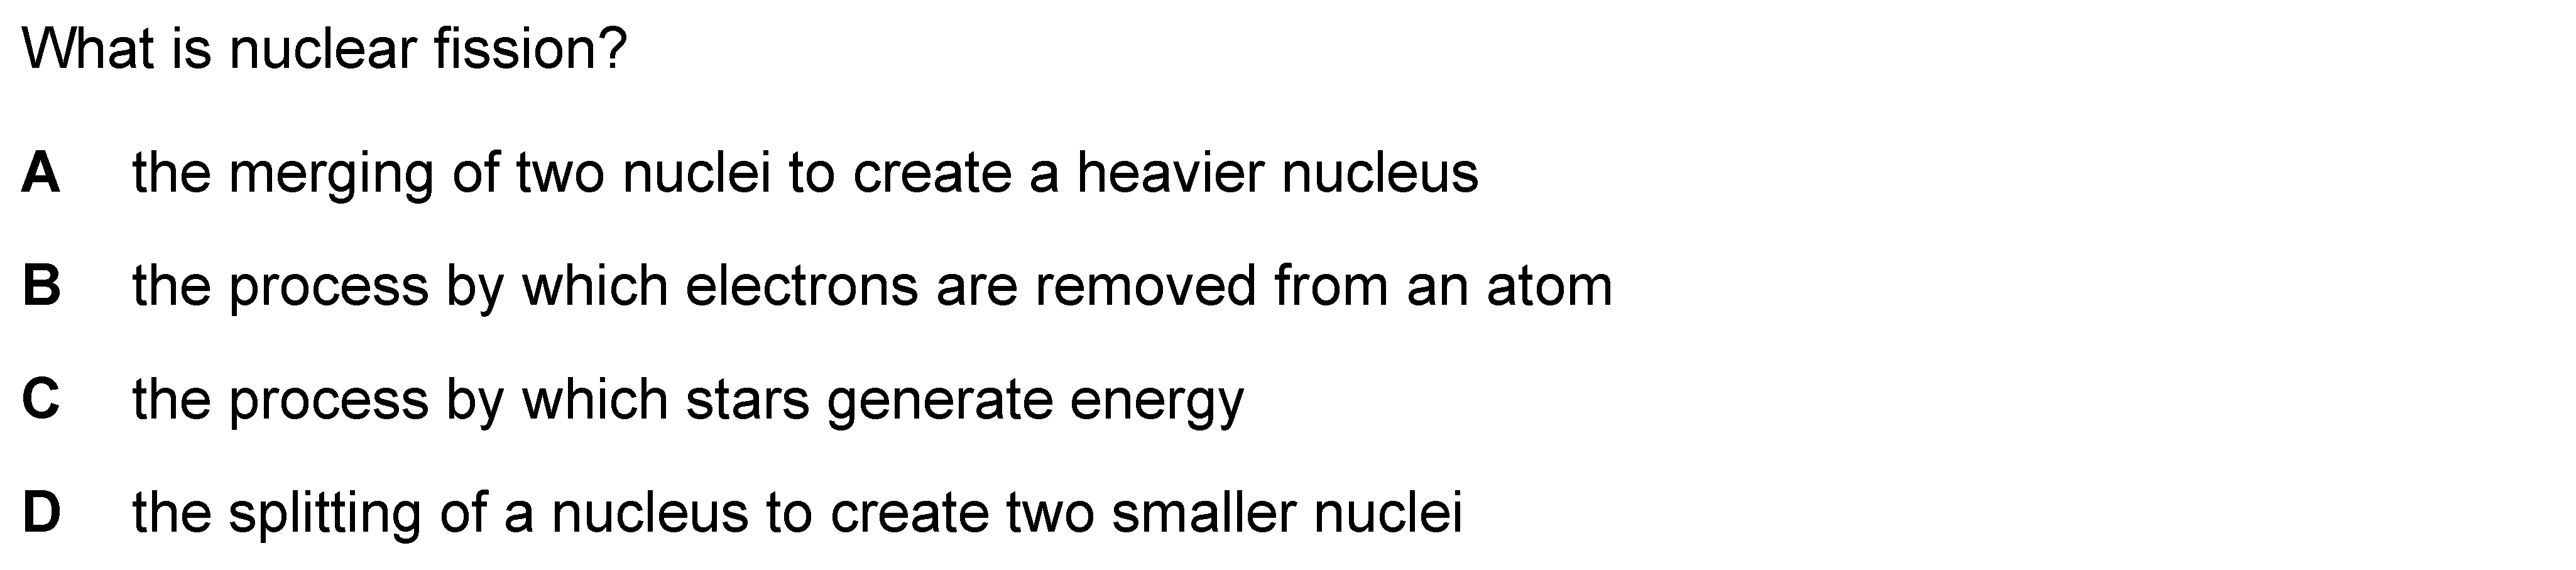 What is nuclear fission?
A the merging of two nuclei to create a heavier nucleus
B the process by which electrons are removed from an atom
C the process by which stars generate energy
D the splitting of a nucleus to create two smaller nuclei